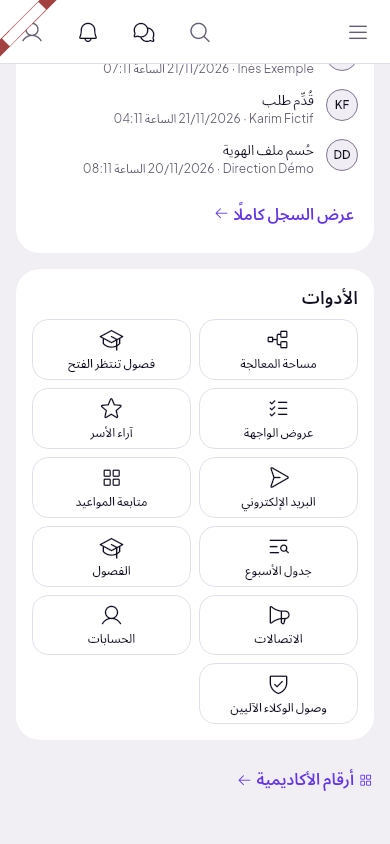 Inès Exemple · 21/11/2026 الساعة 07:11
KF
قُدِّم طلب
Karim Fictif · 21/11/2026 الساعة 04:11
DD
حُسم ملف الهوية
Direction Démo · 20/11/2026 الساعة 08:11
عرض السجل كاملًا ←
الأدوات
مساحة المعالجة
فصول تنتظر الفتح
عروض الواجهة
آراء الأسر
البريد الإلكتروني
متابعة المواعيد
جدول الأسبوع
الفصول
الاتصالات
الحسابات
وصول الوكلاء الآليين
أرقام الأكاديمية ←